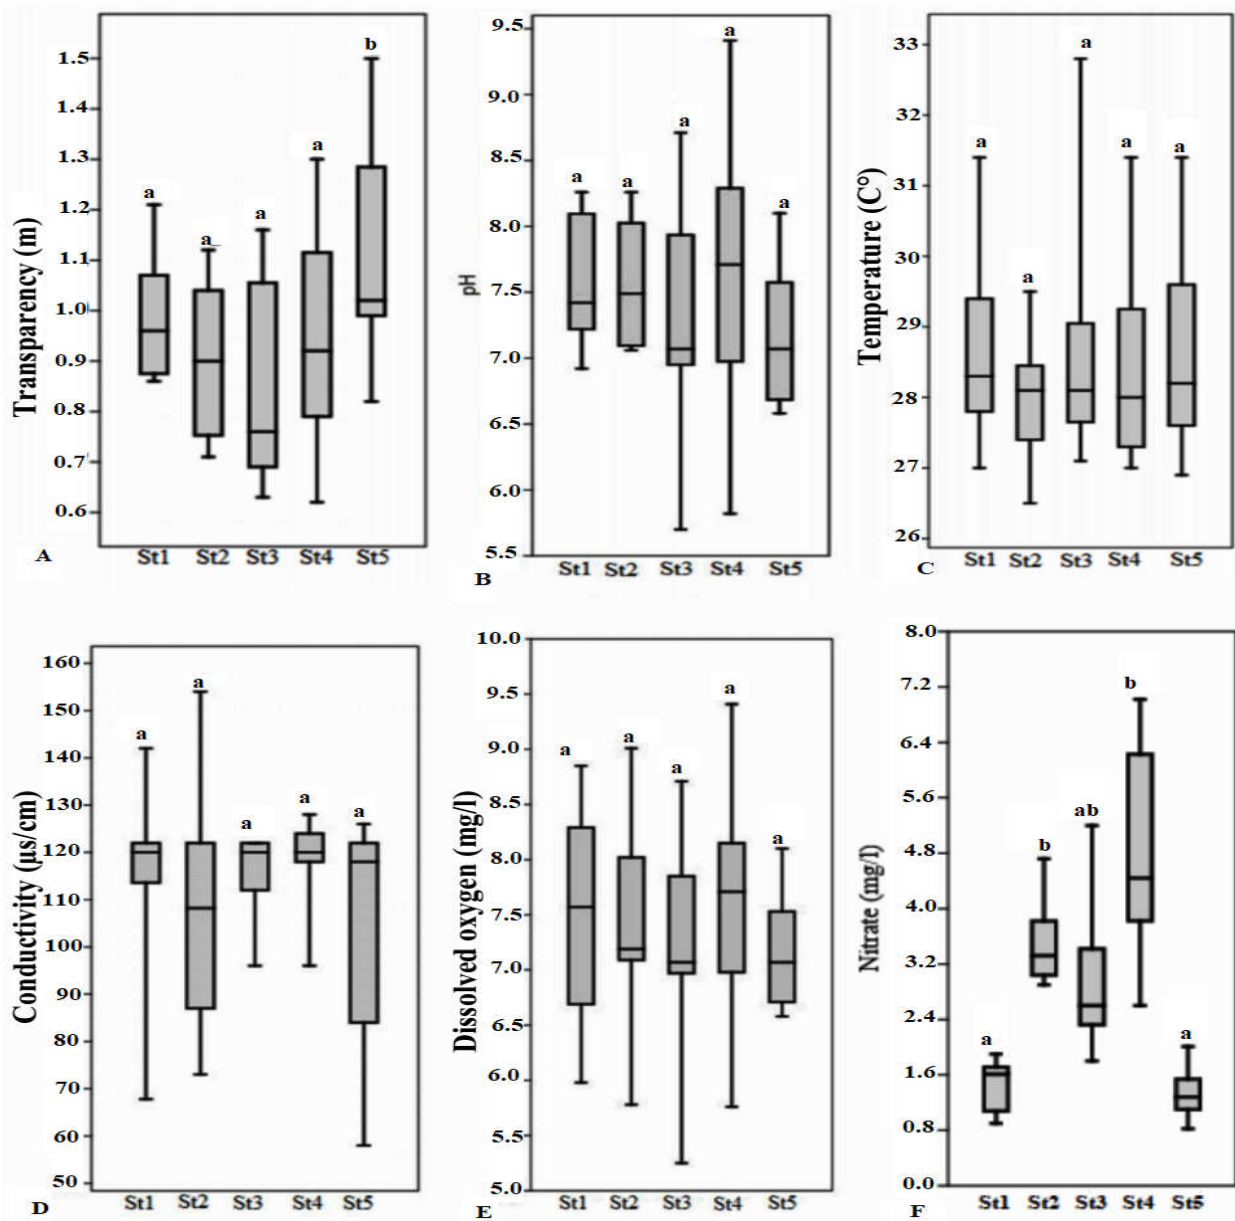 Transparency (m)
1.5
1.4
1.3
1.2
1.1
1.0
0.9
0.8
0.7
0.6
a
a
a
a
b
St1 St2 St3 St4 St5
A
pH
9.5
9.0
8.5
8.0
7.5
7.0
6.5
6.0
5.5
a
a
a
a
a
St1 St2 St3 St4 St5
B
Temperature (C°)
33
32
31
30
29
28
27
26
a
a
a
a
a
St1 St2 St3 St4 St5
C
Conductivity (µs/cm)
160
150
140
130
120
110
100
90
80
70
60
50
a
a
a
a
a
St1 St2 St3 St4 St5
D
Dissolved oxygen (mg/l)
10.0
9.5
9.0
8.5
8.0
7.5
7.0
6.5
6.0
5.5
5.0
a
a
a
a
a
St1 St2 St3 St4 St5
E
Nitrate (mg/l)
8.0
7.2
6.4
5.6
4.8
4.0
3.2
2.4
1.6
0.8
0.0
a
b
ab
b
a
St1 St2 St3 St4 St5
F